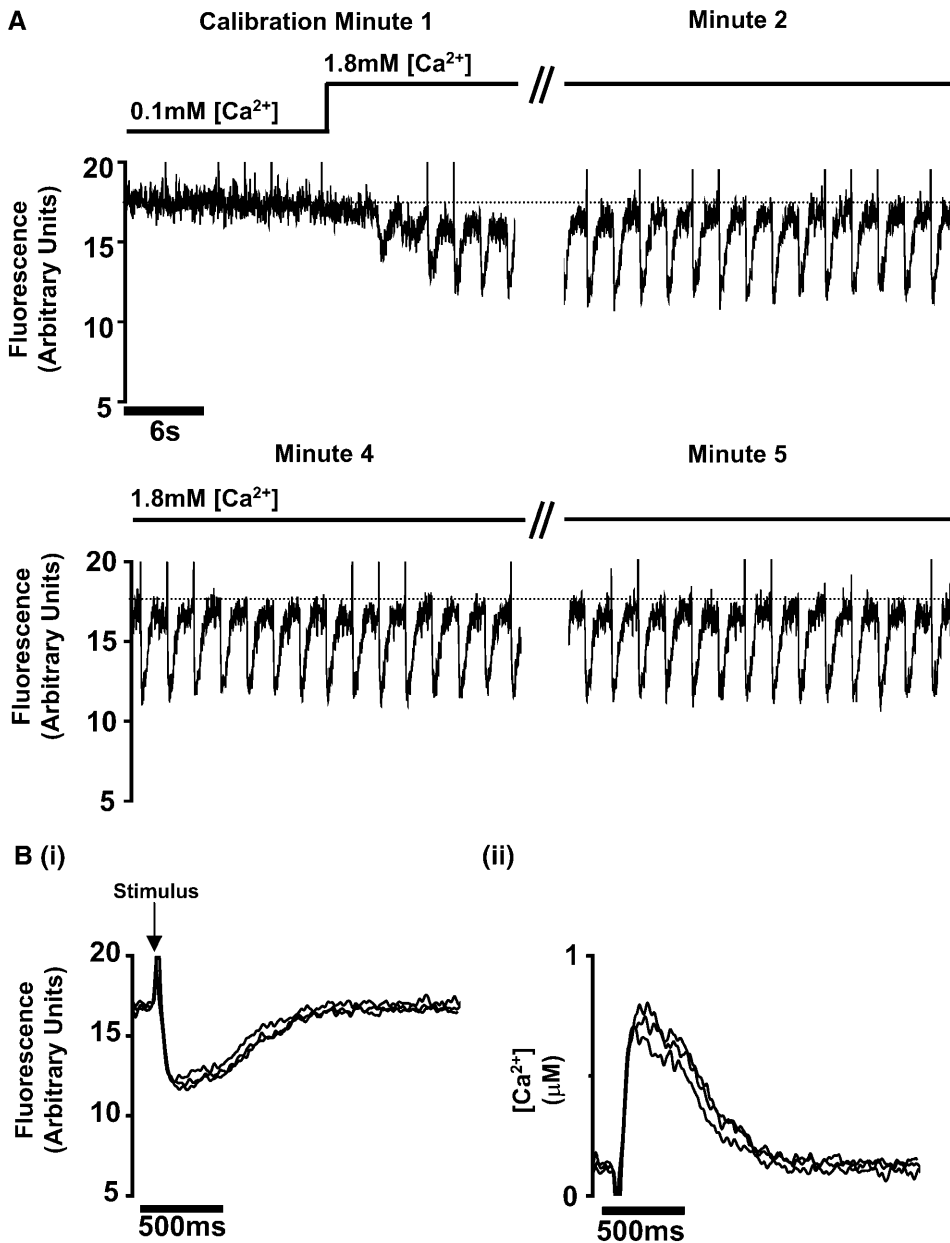 A
Calibration Minute 1
Minute 2
1.8mM [Ca²⁺]
0.1mM [Ca²⁺]
Fluorescence
(Arbitrary Units)
20
15
10
5
6s
Minute 4
Minute 5
1.8mM [Ca²⁺]
Fluorescence
(Arbitrary Units)
20
15
10
5
B (i)
(ii)
Stimulus
Fluorescence
(Arbitrary Units)
20
15
10
5
500ms
[Ca²⁺]
(μM)
1
0
500ms